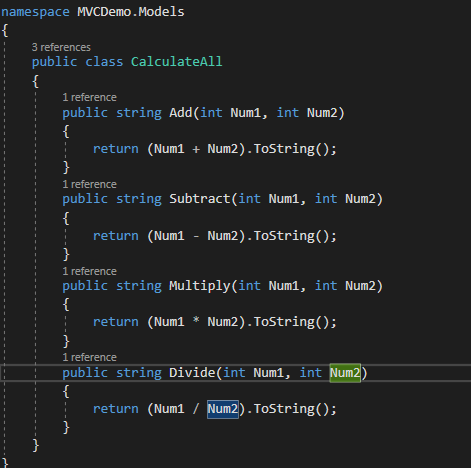 namespace MVCDemo.Models
{
3 references
public class CalculateAll
{
1 reference
public string Add(int Num1, int Num2)
{
return (Num1 + Num2).ToString();
}
1 reference
public string Subtract(int Num1, int Num2)
{
return (Num1 - Num2).ToString();
}
1 reference
public string Multiply(int Num1, int Num2)
{
return (Num1 * Num2).ToString();
}
1 reference
public string Divide(int Num1, int Num2)
{
return (Num1 / Num2).ToString();
}
}
}